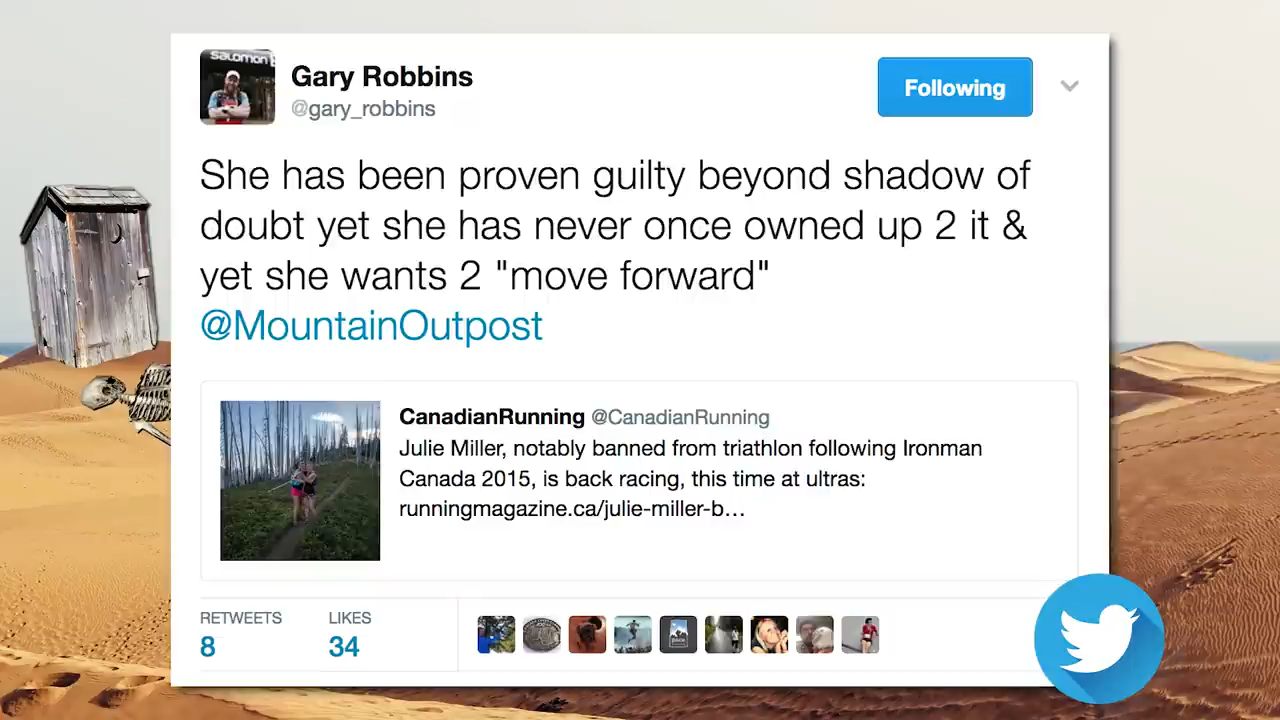 salomon
Gary Robbins
@gary_robbins
Following
She has been proven guilty beyond shadow of
doubt yet she has never once owned up 2 it &
yet she wants 2 "move forward"
@MountainOutpost
CanadianRunning @CanadianRunning
Julie Miller, notably banned from triathlon following Ironman
Canada 2015, is back racing, this time at ultras:
runningmagazine.ca/julie-miller-b…
RETWEETS
8
LIKES
34